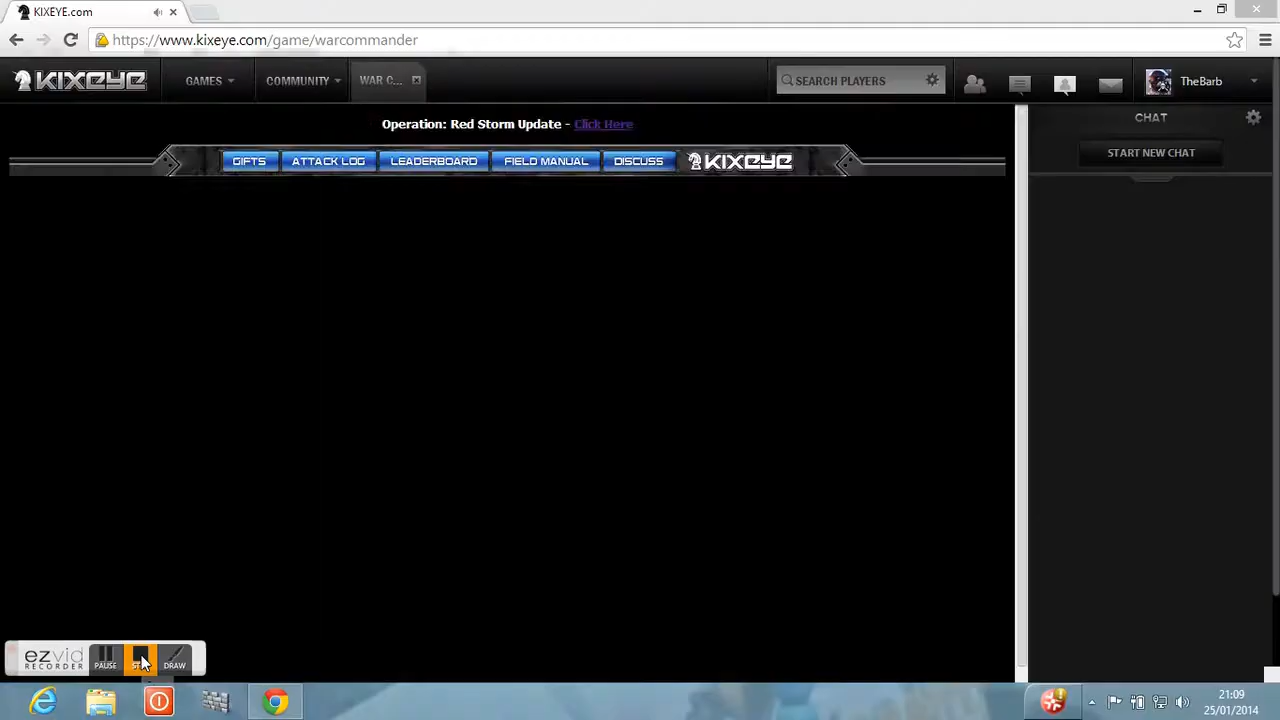 KIXEYE.com
https://www.kixeye.com/game/warcommander
KIXEYE
GAMES
COMMUNITY
WAR C...
SEARCH PLAYERS
TheBarb
Operation: Red Storm Update - Click Here
CHAT
START NEW CHAT
GIFTS
ATTACK LOG
LEADERBOARD
FIELD MANUAL
DISCUSS
KIXEYE
ezvid
RECORDER
PAUSE
DRAW
21:09
25/01/2014